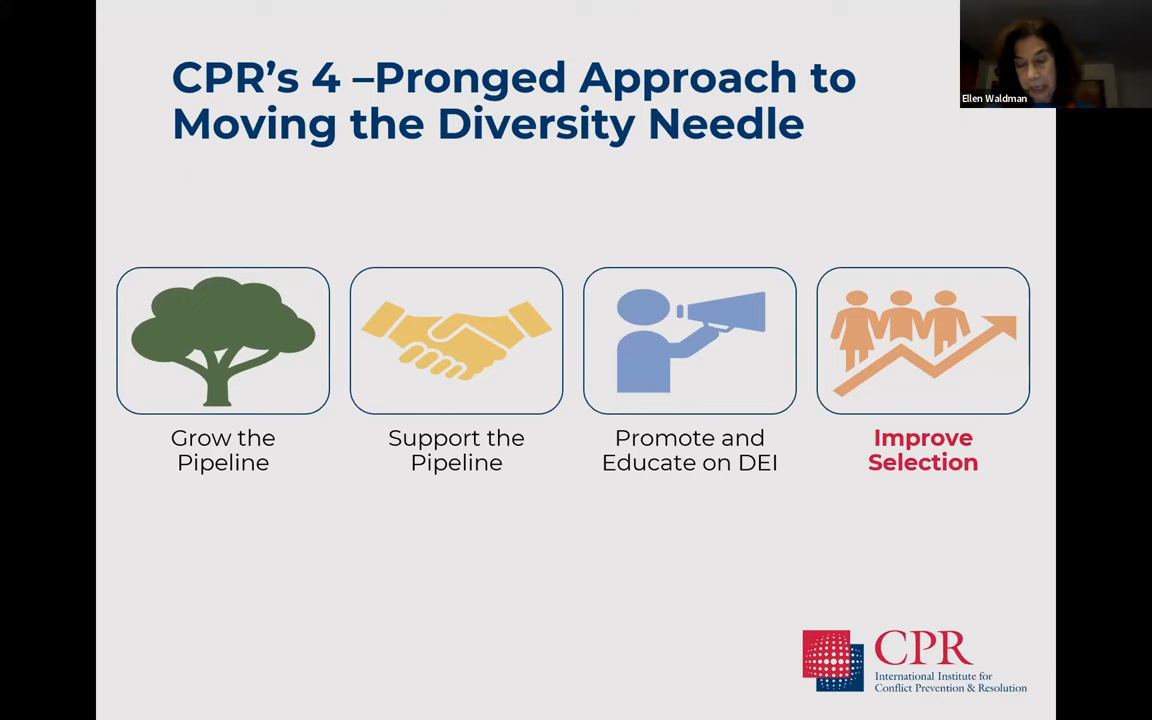 CPR’s 4 –Pronged Approach to
Moving the Diversity Needle
Ellen Waldman
Grow the
Pipeline
Support the
Pipeline
Promote and
Educate on DEI
Improve
Selection
CPR
International Institute for
Conflict Prevention & Resolution